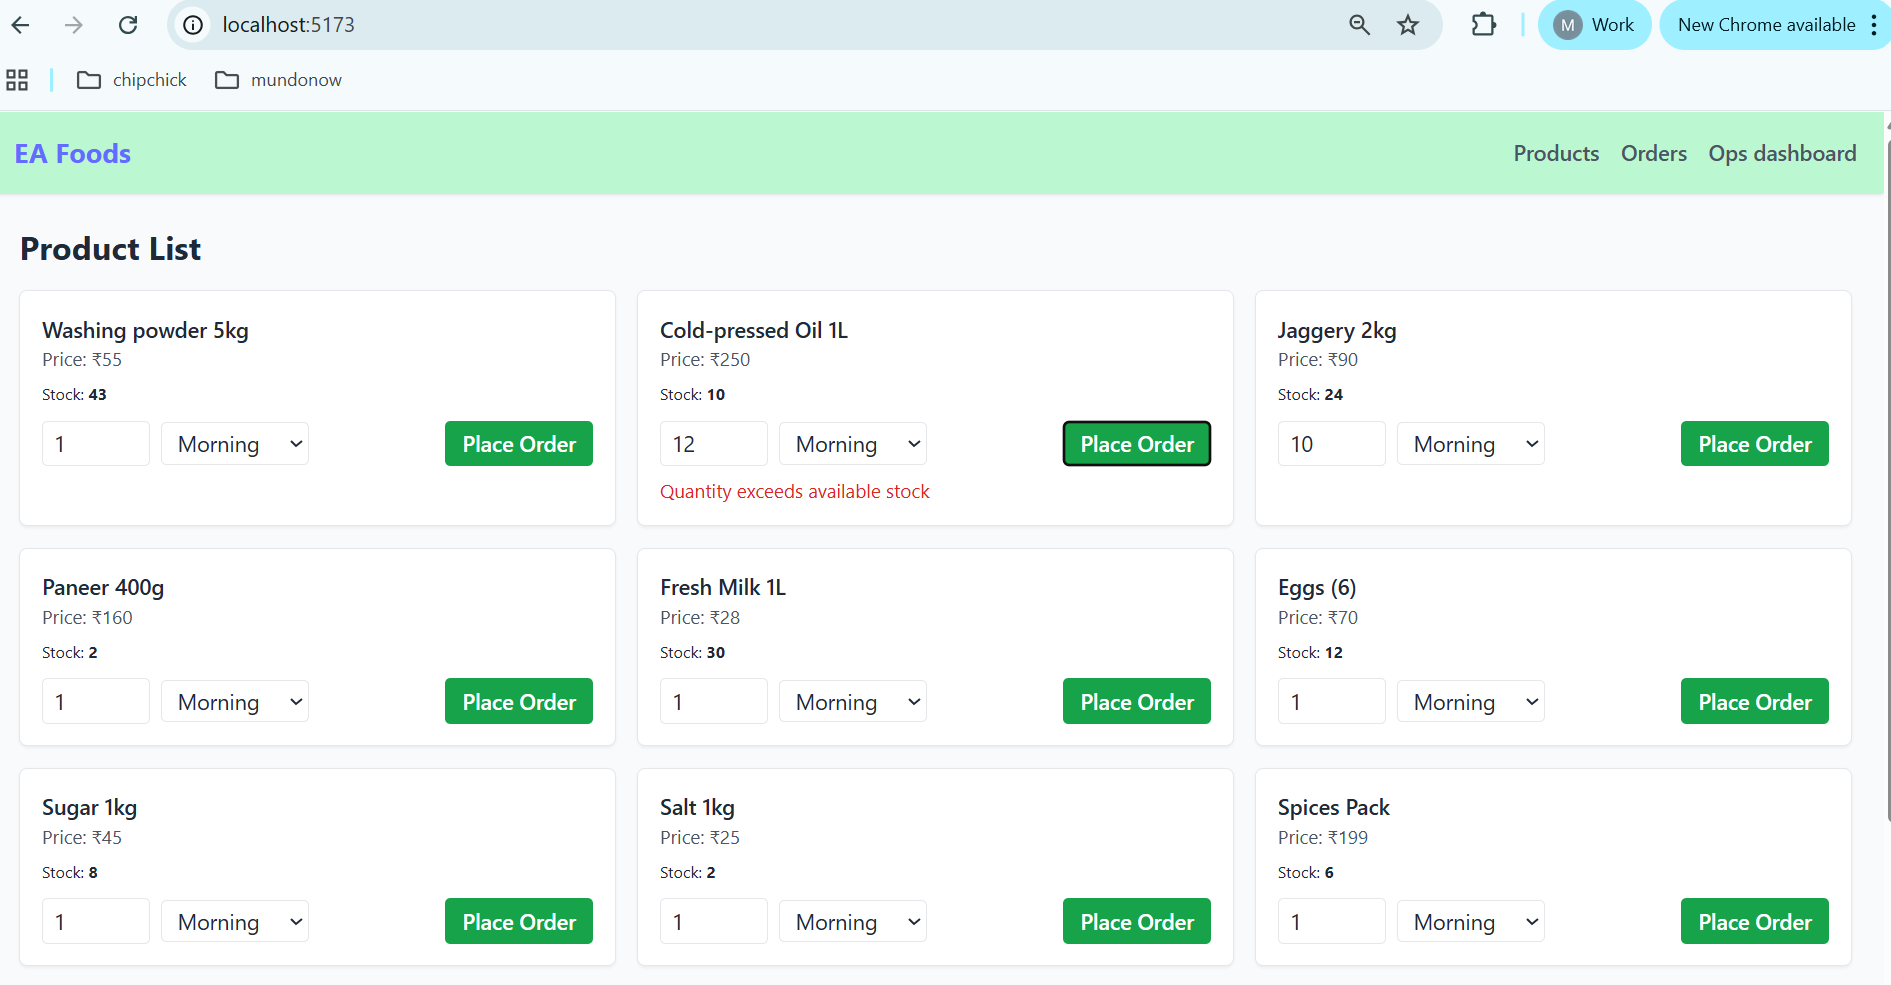 localhost:5173
M Work
New Chrome available
chipchick mundonow
EA Foods
Products Orders Ops dashboard
Product List
Washing powder 5kg
Price: ₹55
Stock: 43
1 Morning Place Order
Cold-pressed Oil 1L
Price: ₹250
Stock: 10
12 Morning Place Order
Quantity exceeds available stock
Jaggery 2kg
Price: ₹90
Stock: 24
10 Morning Place Order
Paneer 400g
Price: ₹160
Stock: 2
1 Morning Place Order
Fresh Milk 1L
Price: ₹28
Stock: 30
1 Morning Place Order
Eggs (6)
Price: ₹70
Stock: 12
1 Morning Place Order
Sugar 1kg
Price: ₹45
Stock: 8
1 Morning Place Order
Salt 1kg
Price: ₹25
Stock: 2
1 Morning Place Order
Spices Pack
Price: ₹199
Stock: 6
1 Morning Place Order